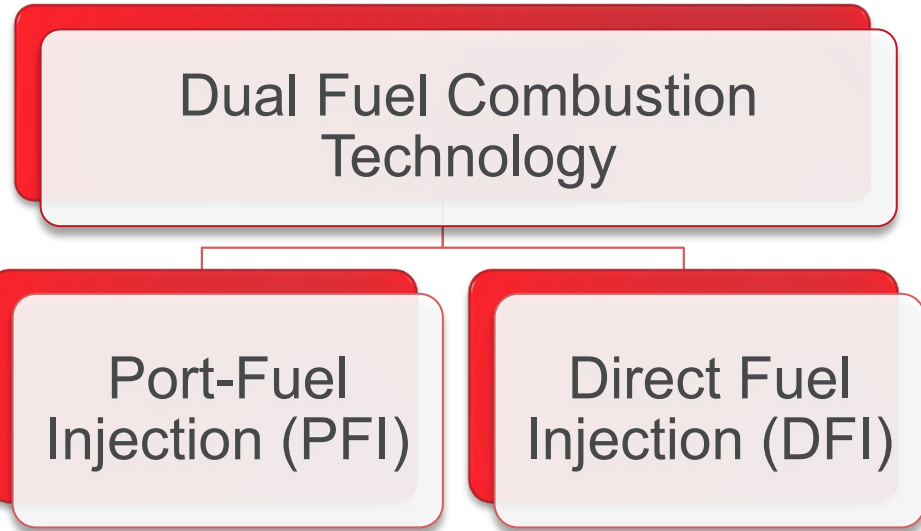 Dual Fuel Combustion
Technology
Port-Fuel
Injection (PFI)
Direct Fuel
Injection (DFI)